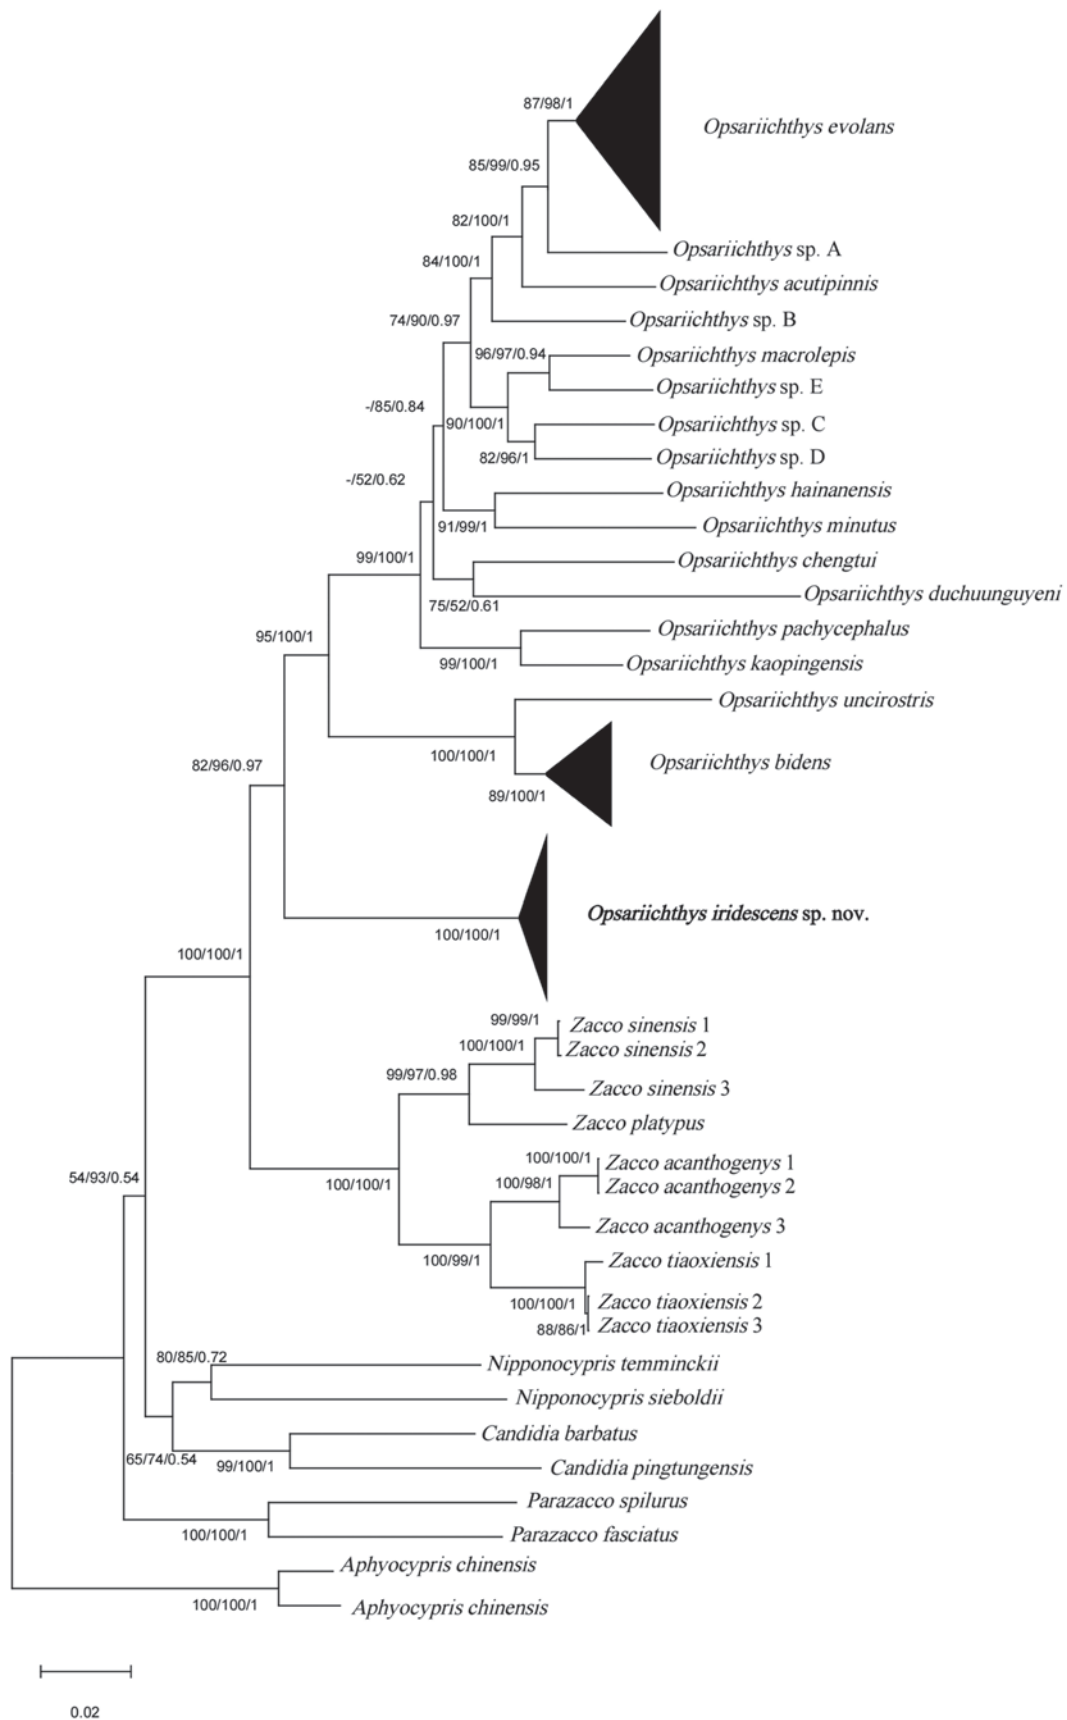 87/98/1
Opsariichthys evolans
85/99/0.95
82/100/1
Opsariichthys sp. A
84/100/1
Opsariichthys acutipinnis
74/90/0.97
Opsariichthys sp. B
96/97/0.94
Opsariichthys macrolepis
Opsariichthys sp. E
-/85/0.84
90/100/1
Opsariichthys sp. C
82/96/1
Opsariichthys sp. D
-/52/0.62
Opsariichthys hainanensis
91/99/1
Opsariichthys minutus
99/100/1
Opsariichthys chengtui
75/52/0.61
Opsariichthys duchuunguyeni
95/100/1
Opsariichthys pachycephalus
99/100/1
Opsariichthys kaopingensis
Opsariichthys uncirostris
100/100/1
Opsariichthys bidens
82/96/0.97
89/100/1
Opsariichthys iridescens sp. nov.
100/100/1
100/100/1
99/99/1
Zacco sinensis 1
100/100/1
Zacco sinensis 2
99/97/0.98
Zacco sinensis 3
Zacco platypus
100/100/1
Zacco acanthogenys 1
54/93/0.54
100/100/1
100/98/1
Zacco acanthogenys 2
Zacco acanthogenys 3
100/99/1
Zacco tiaoxiensis 1
100/100/1
Zacco tiaoxiensis 2
88/86/1
Zacco tiaoxiensis 3
80/85/0.72
Nipponocypris temminckii
Nipponocypris sieboldii
Candidia barbatus
65/74/0.54
99/100/1
Candidia pingtungensis
Parazacco spilurus
100/100/1
Parazacco fasciatus
Aphyocypris chinensis
100/100/1
Aphyocypris chinensis
0.02